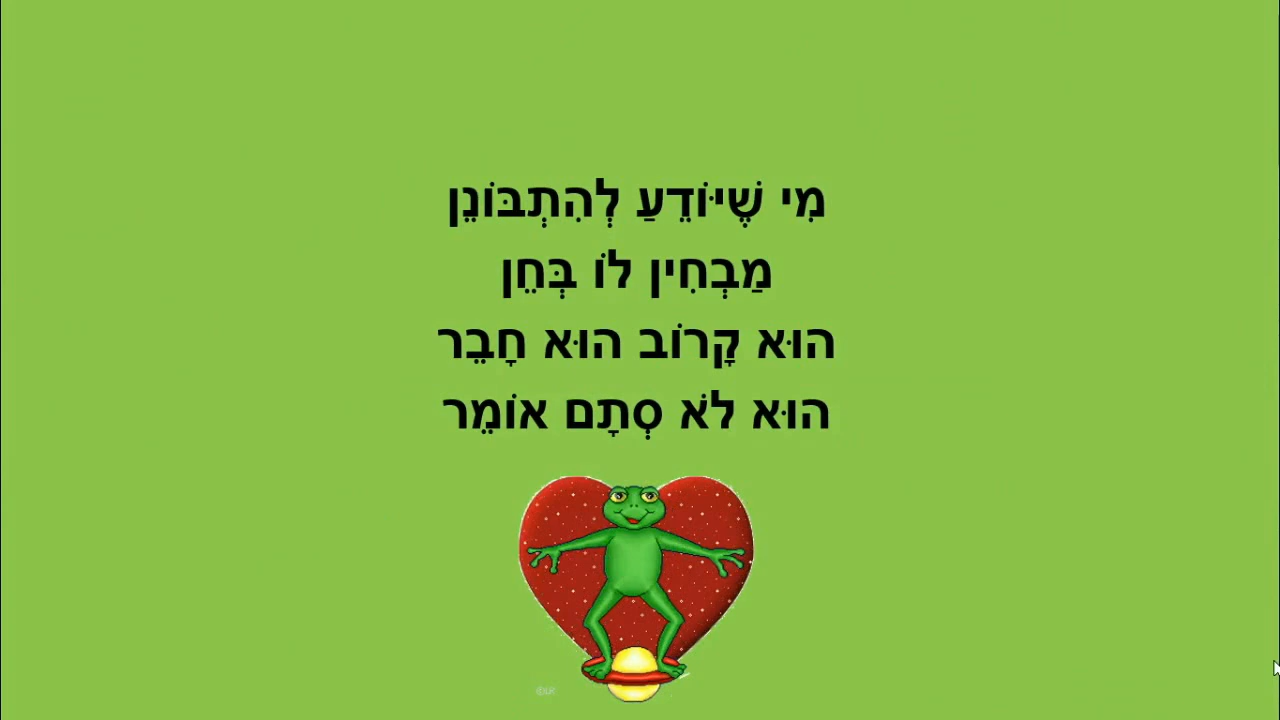 מִי שֶׁיּוֹדֵעַ לְהִתְבּוֹנֵן
מַבְחִין לוֹ בְּחֵן
הוּא קָרוֹב הוּא חָבֵר
הוּא לֹא סְתָם אוֹמֵר